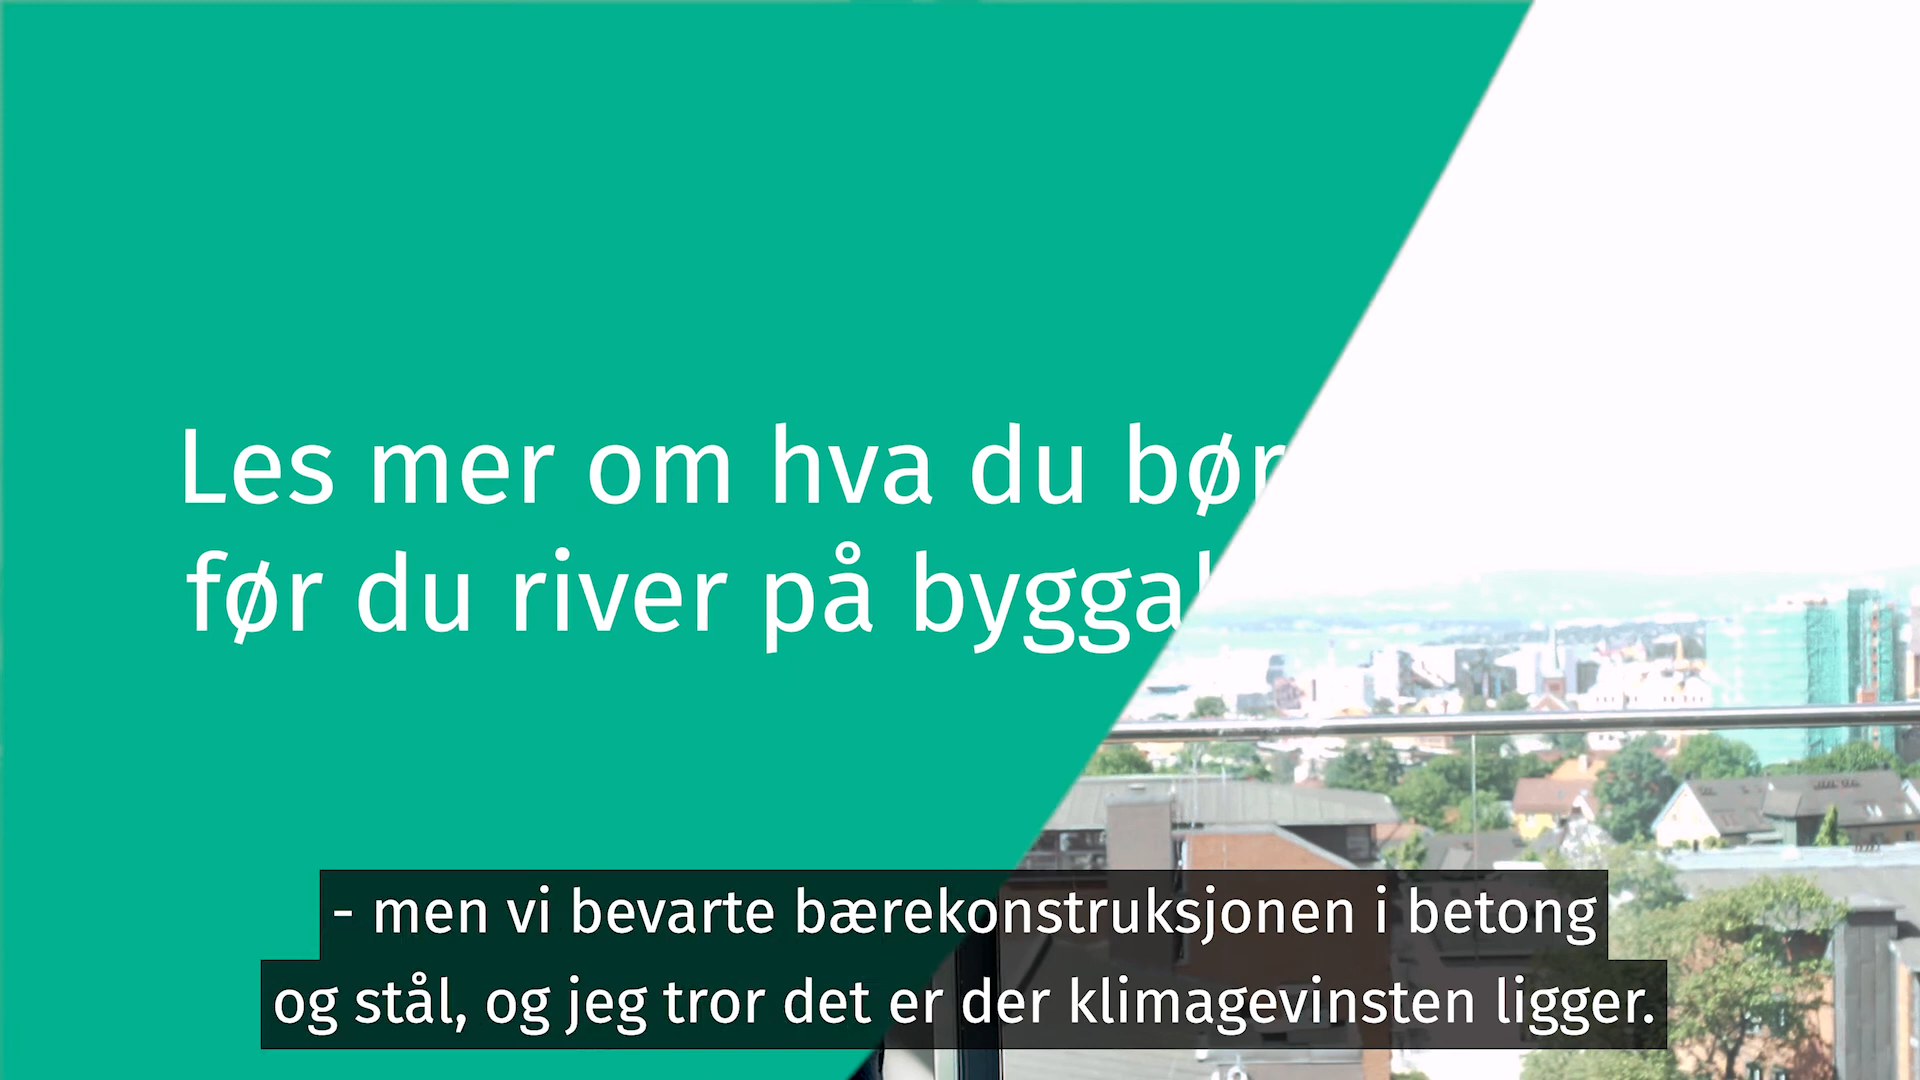 Les mer om hva du bør
før du river på
- men vi bevarte bærekonstruksjonen i betong
og stål, og jeg tror det er der klimagevinsten ligger.